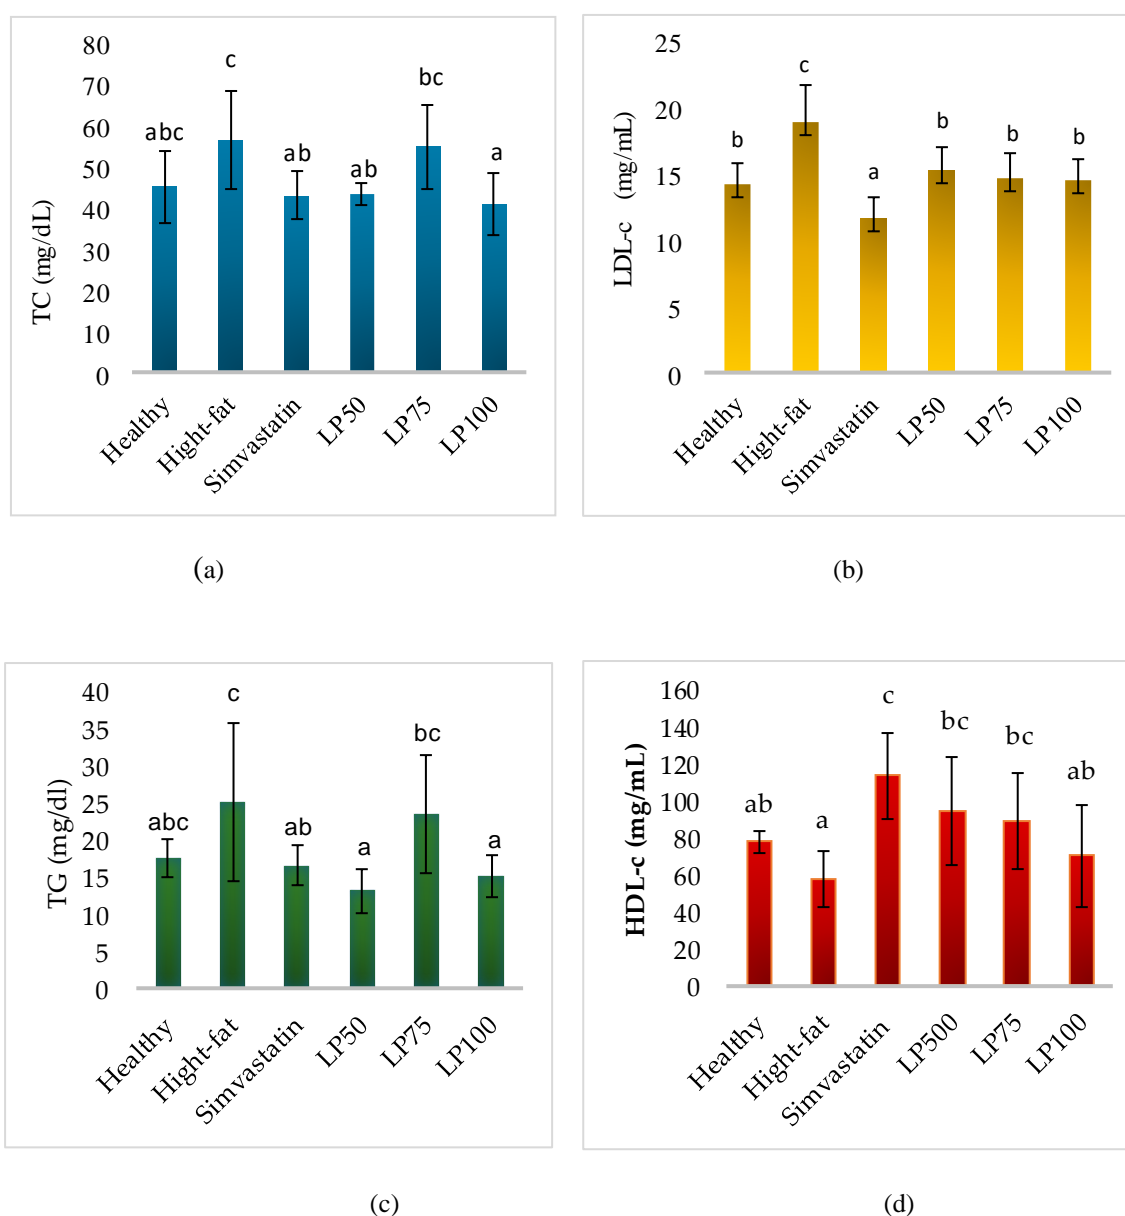 80
70
60
50
40
30
20
10
0
TC (mg/dL)
abc
c
ab
ab
bc
a
Healthy
Hight-fat
Simvastatin
LP50
LP75
LP100
(a)
25
20
15
10
5
0
LDL-c (mg/mL)
b
c
a
b
b
b
Healthy
Hight-fat
Simvastatin
LP50
LP75
LP100
(b)
40
35
30
25
20
15
10
5
0
TG (mg/dl)
abc
c
ab
a
bc
a
Healthy
Hight-fat
Simvastatin
LP50
LP75
LP100
(c)
160
140
120
100
80
60
40
20
0
HDL-c (mg/mL)
ab
a
c
bc
bc
ab
Healthy
Hight-fat
Simvastatin
LP500
LP75
LP100
(d)